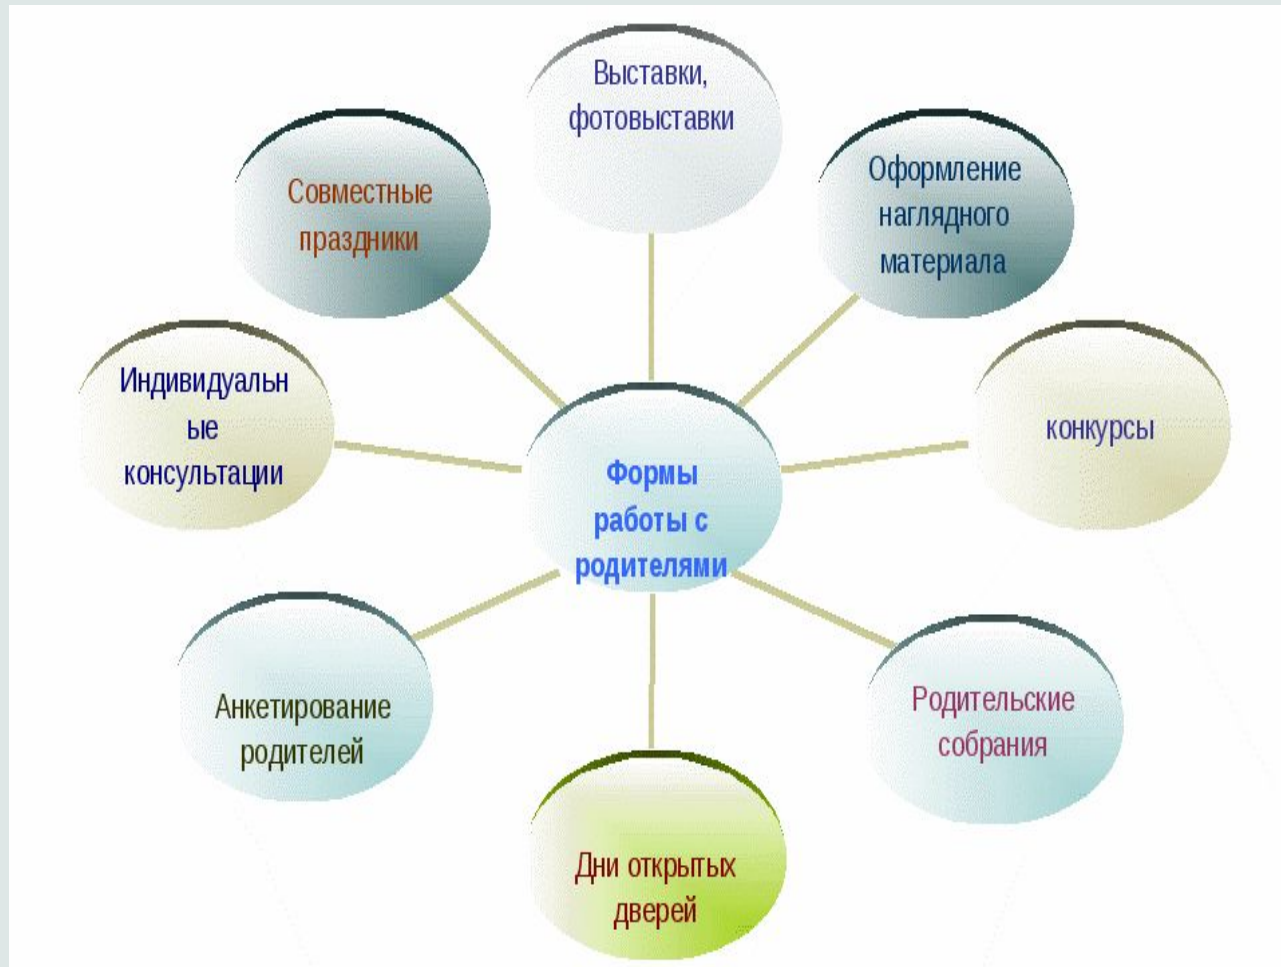 Выставки,
фотовыставки
Оформление
наглядного
материала
Совместные
праздники
Индивидуальн
ые
консультации
конкурсы
Формы
работы с
родителями
Анкетирование
родителей
Родительские
собрания
Дни открытых
дверей